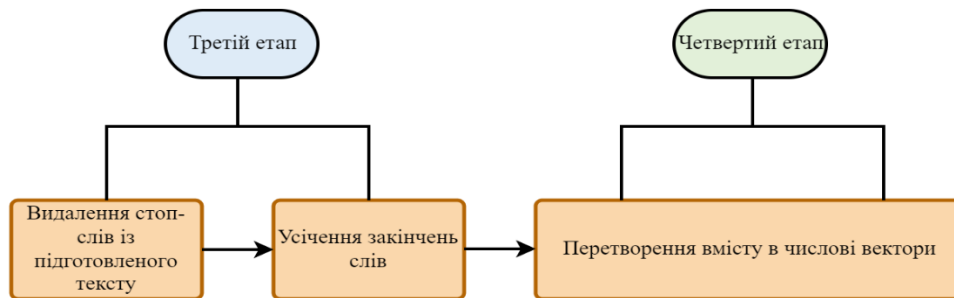 Третій етап
Четвертий етап
Видалення стоп-
слів із
підготовленого
тексту
Усічення закінчень
слів
Перетворення вмісту в числові вектори